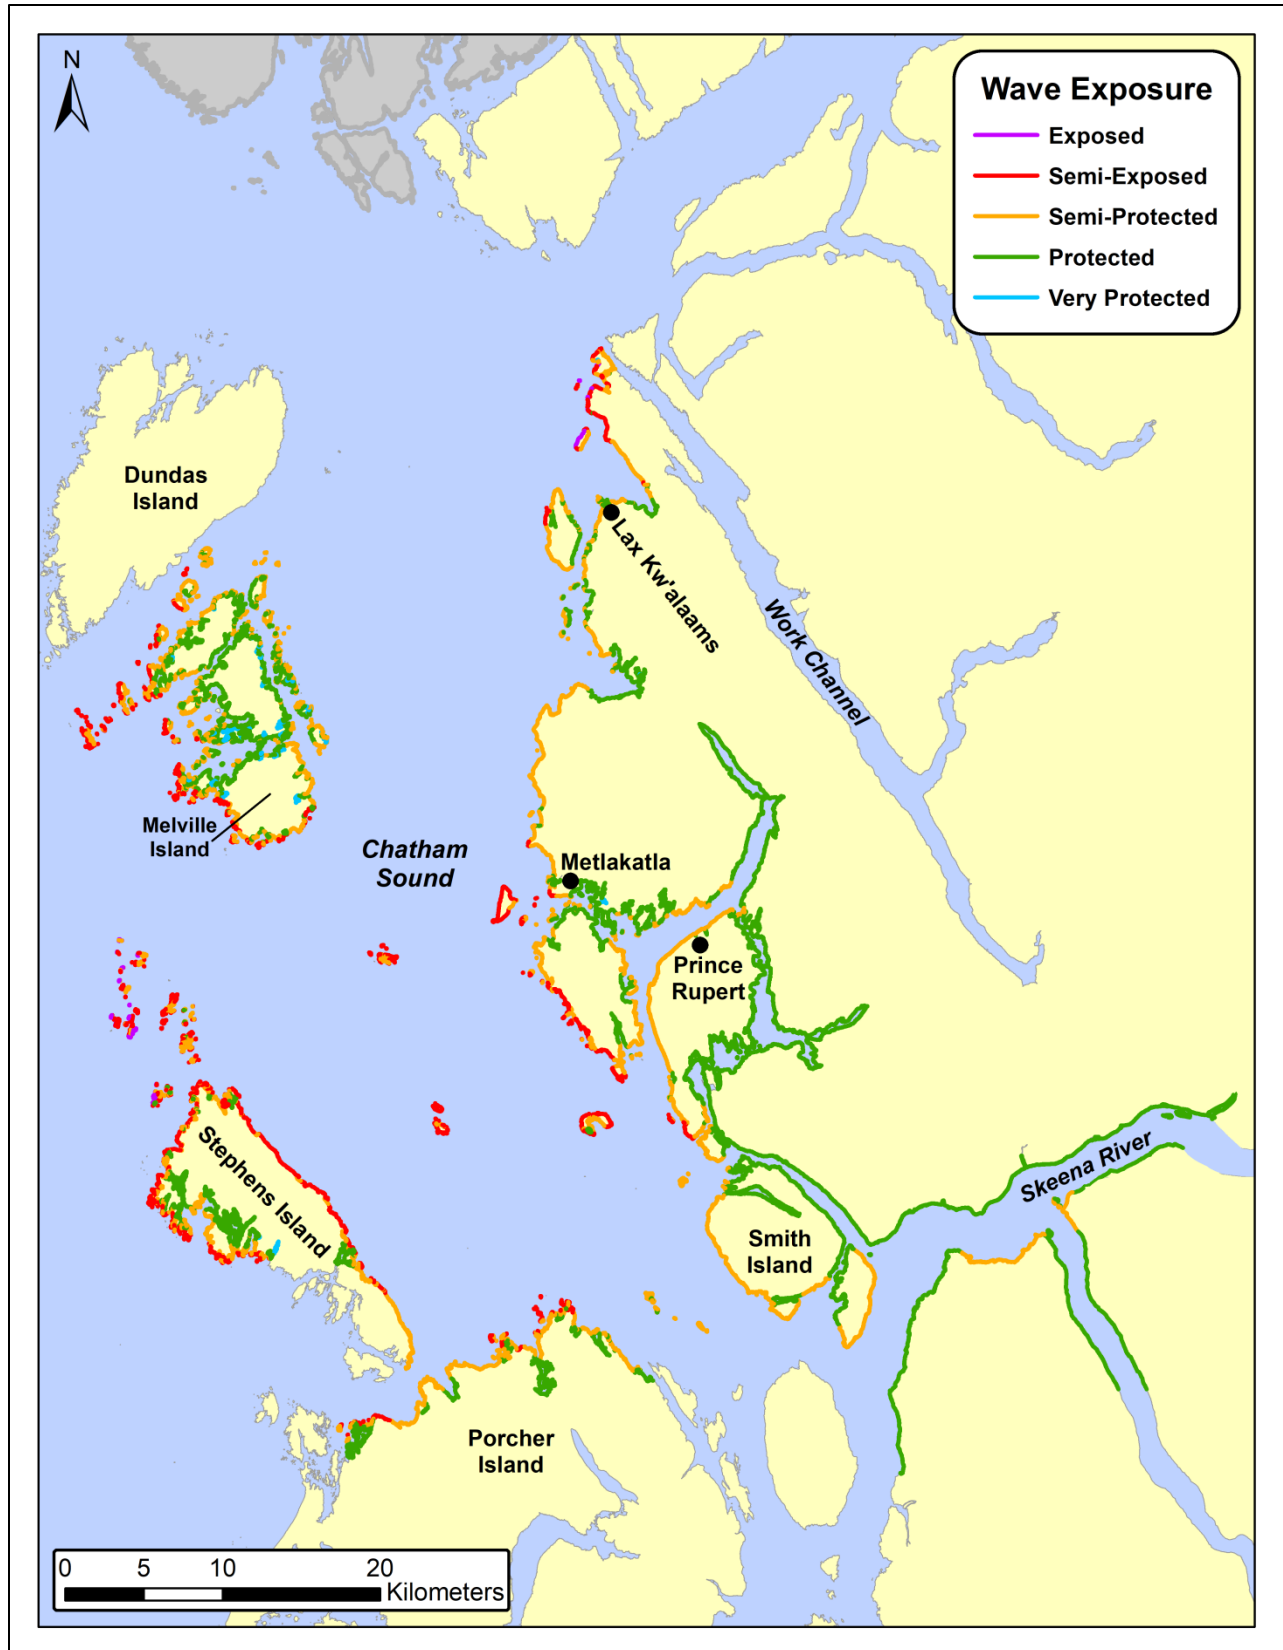 N
Wave Exposure
Exposed
Semi-Exposed
Semi-Protected
Protected
Very Protected
Dundas
Island
Lax Kw'alaams
Work Channel
Melville
Island
Chatham
Sound
Metlakatla
Prince
Rupert
Stephens Island
Skeena River
Smith
Island
Porcher
Island
0 5 10 20
Kilometers